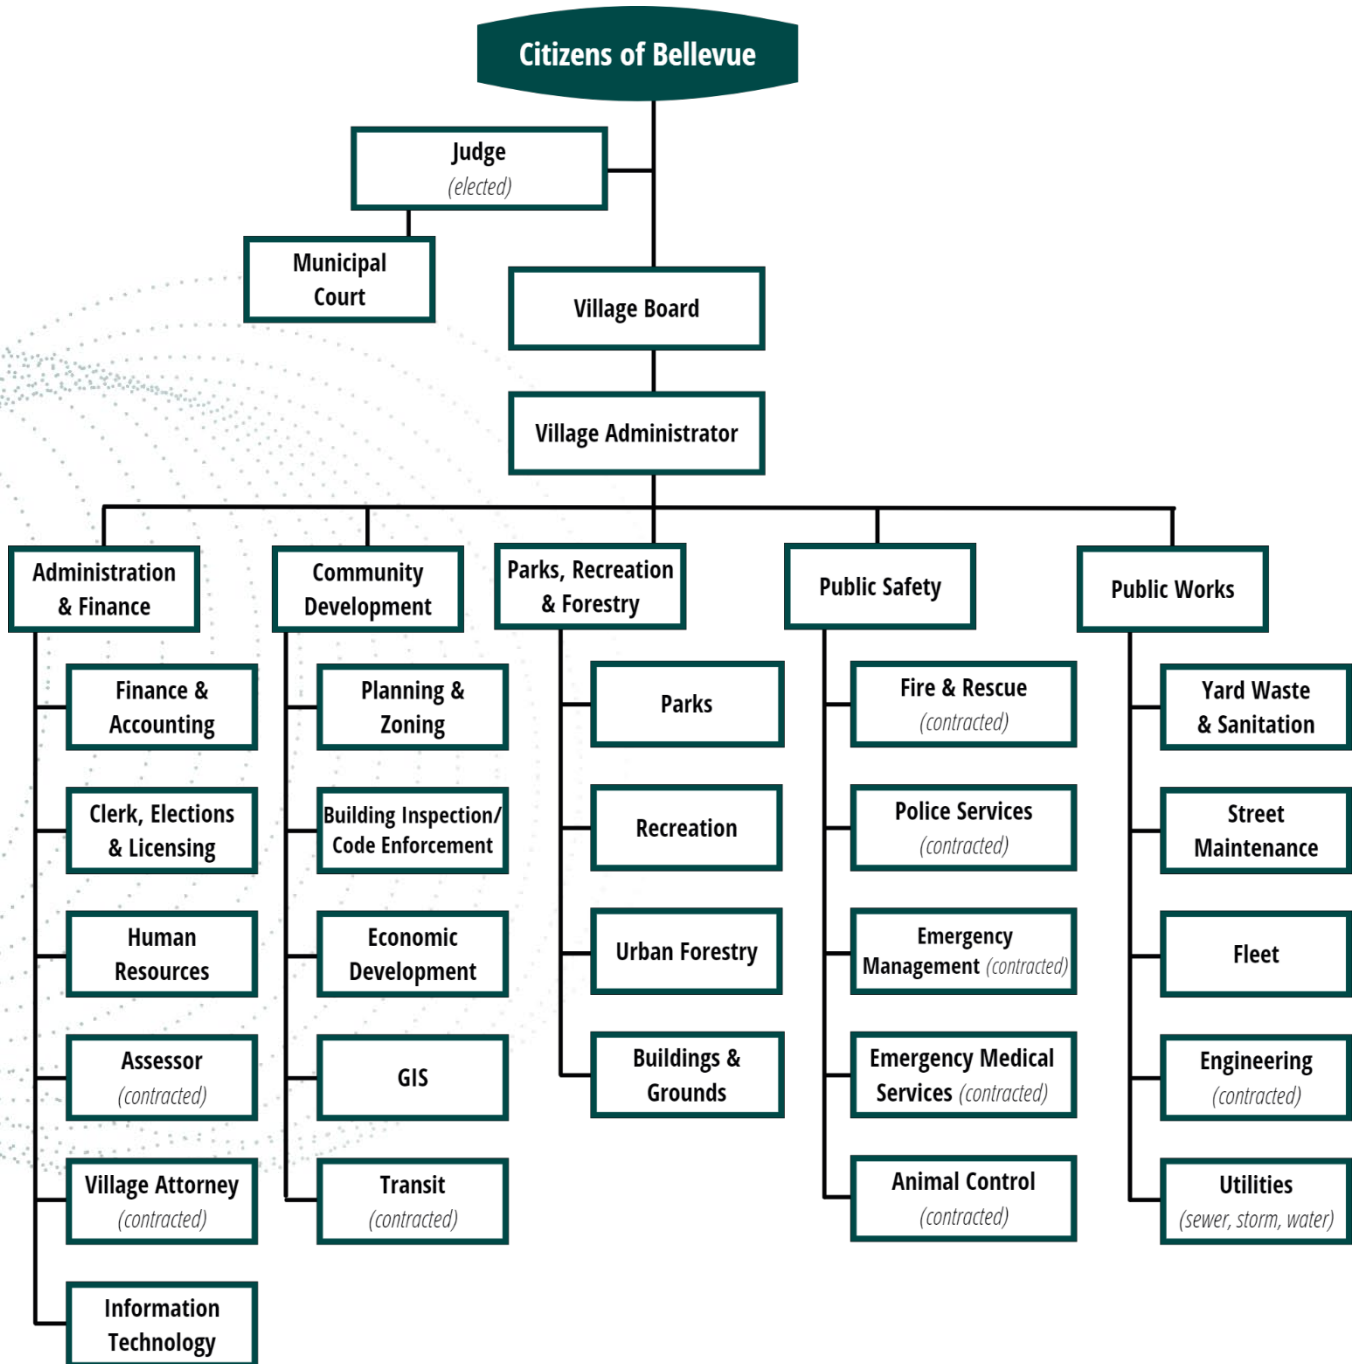 Citizens of Bellevue
Judge
(elected)
Municipal
Court
Village Board
Village Administrator
Administration
& Finance
Finance &
Accounting
Clerk, Elections
& Licensing
Human
Resources
Assessor
(contracted)
Village Attorney
(contracted)
Information
Technology
Community
Development
Planning &
Zoning
Building Inspection/
Code Enforcement
Economic
Development
GIS
Transit
(contracted)
Parks, Recreation
& Forestry
Parks
Recreation
Urban Forestry
Buildings &
Grounds
Public Safety
Fire & Rescue
(contracted)
Police Services
(contracted)
Emergency
Management (contracted)
Emergency Medical
Services (contracted)
Animal Control
(contracted)
Public Works
Yard Waste
& Sanitation
Street
Maintenance
Fleet
Engineering
(contracted)
Utilities
(sewer, storm, water)